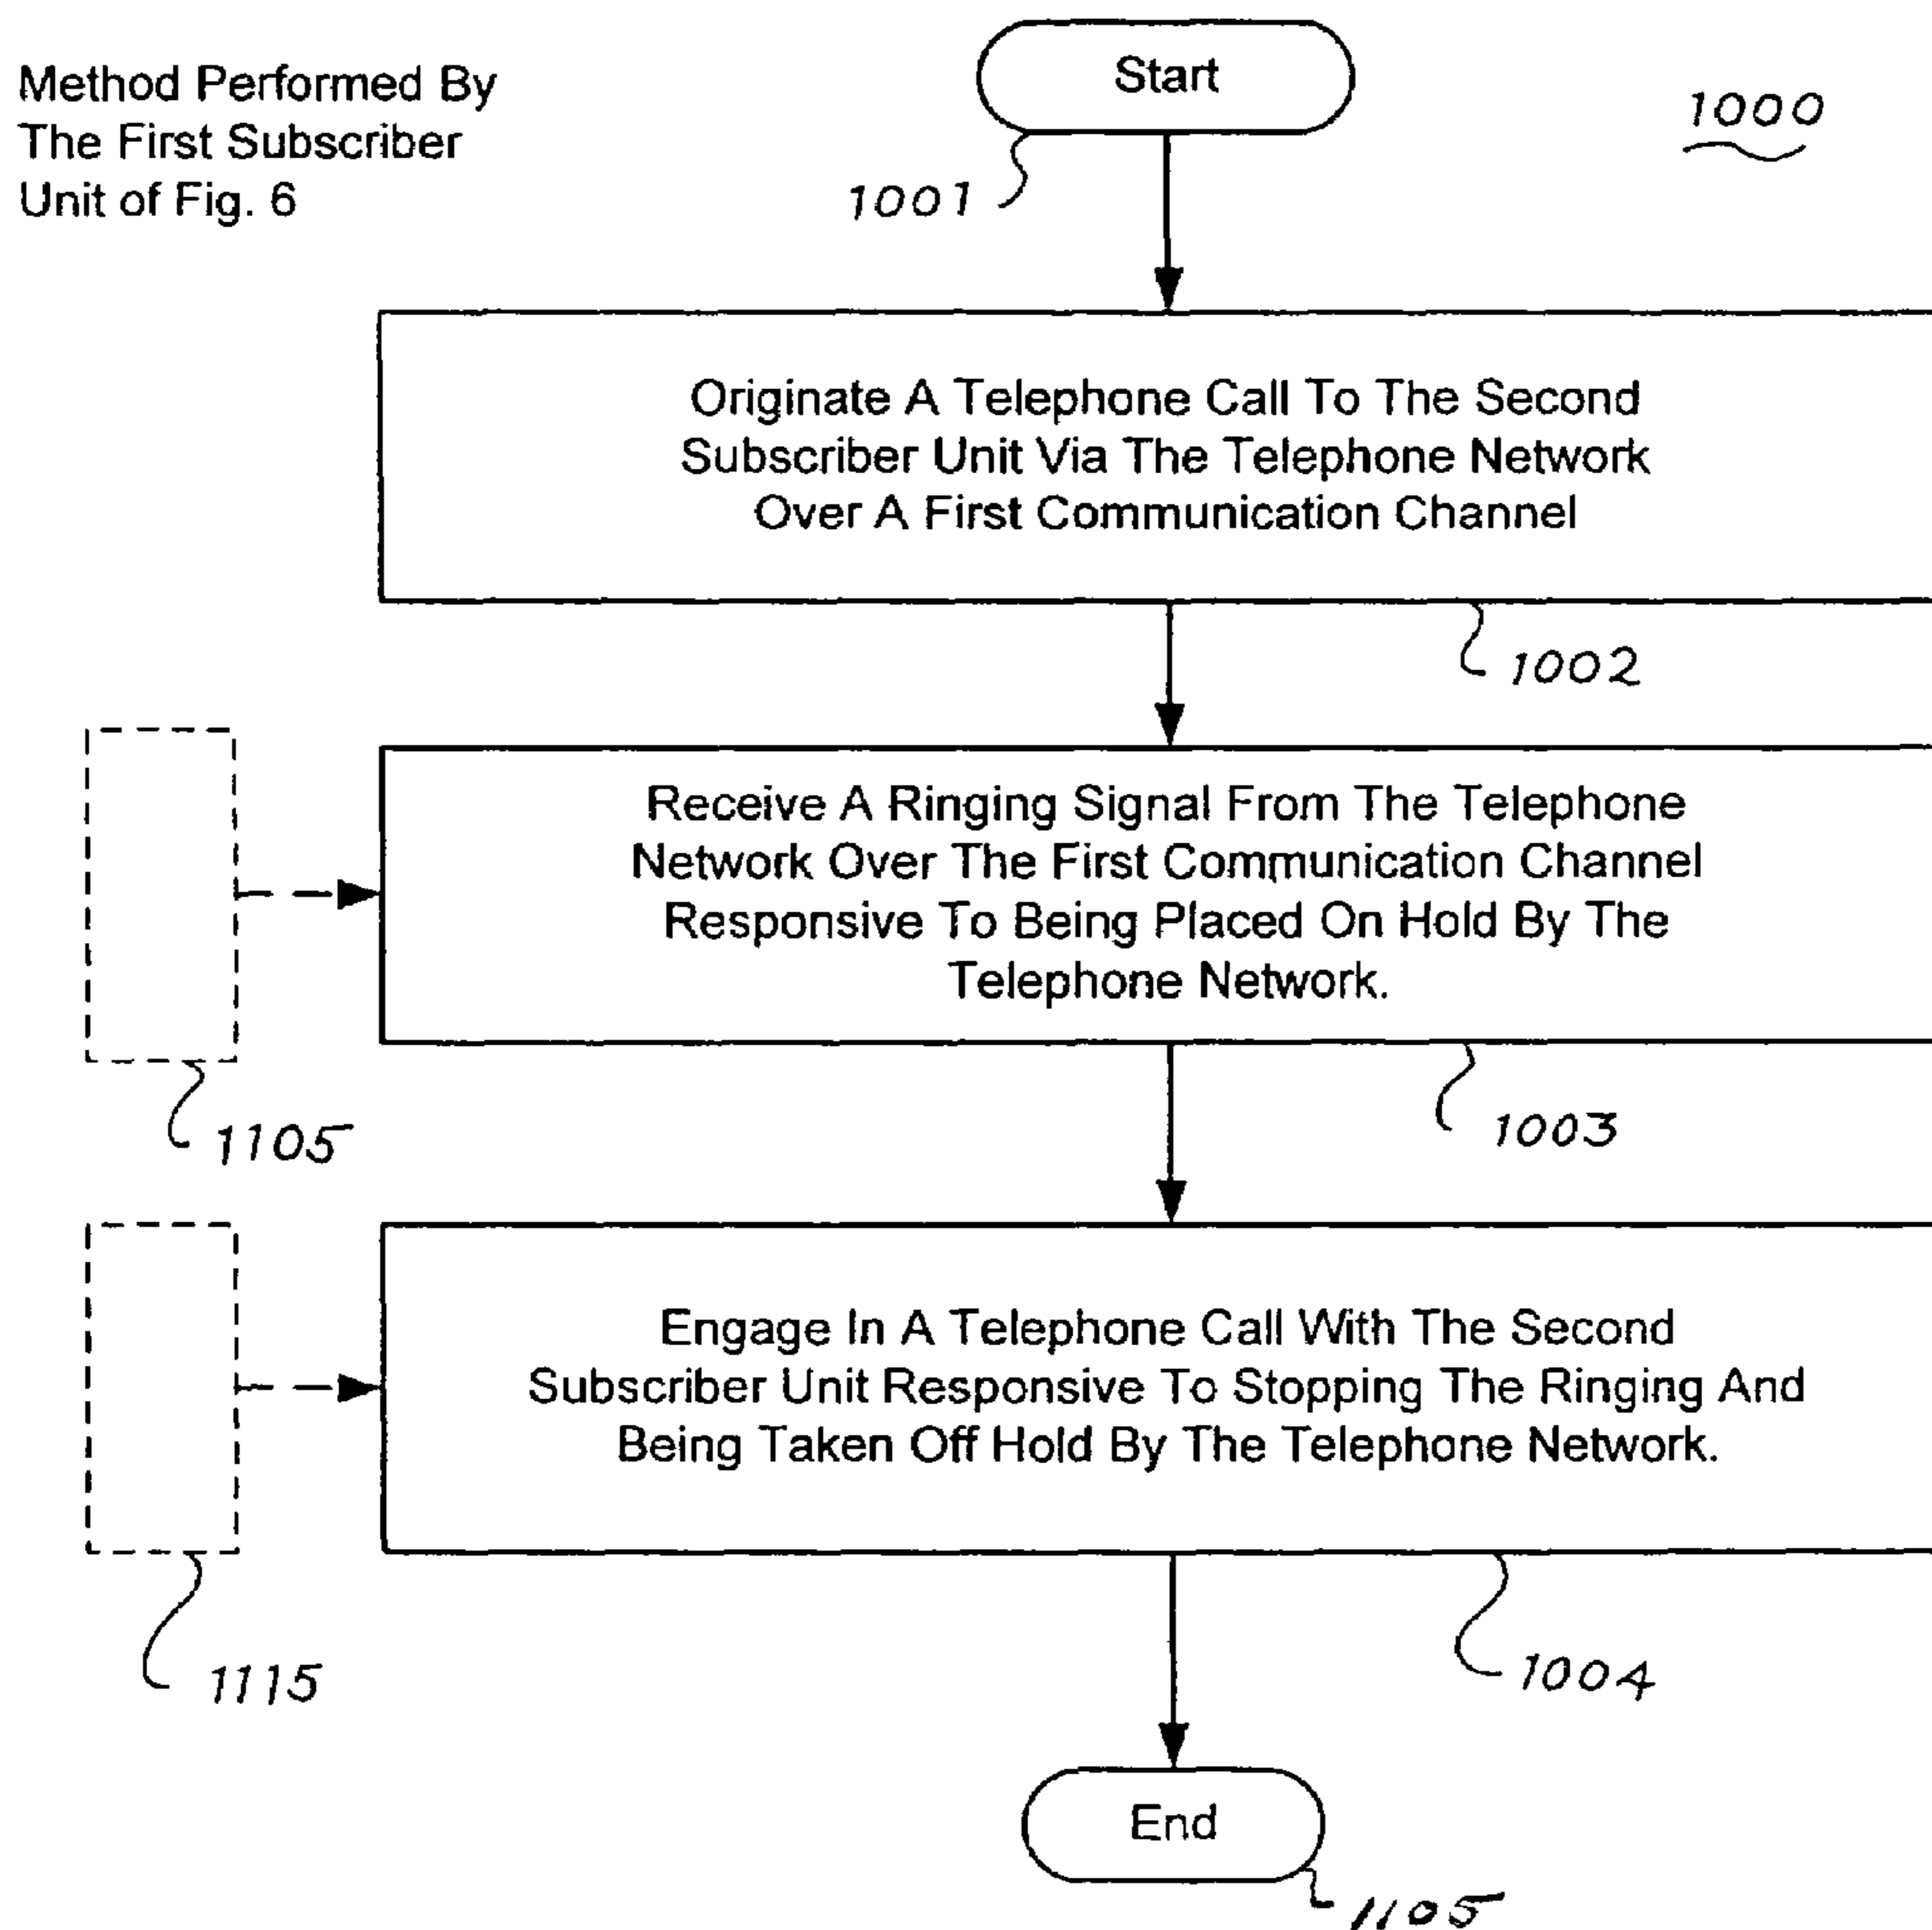 Method Performed By
The First Subscriber
Unit of Fig. 6
Start
1000
1001
Originate A Telephone Call To The Second
Subscriber Unit Via The Telephone Network
Over A First Communication Channel
1002
Receive A Ringing Signal From The Telephone
Network Over The First Communication Channel
Responsive To Being Placed On Hold By The
Telephone Network.
1105
1003
Engage In A Telephone Call With The Second
Subscriber Unit Responsive To Stopping The Ringing And
Being Taken Off Hold By The Telephone Network.
1115
1004
End
1105